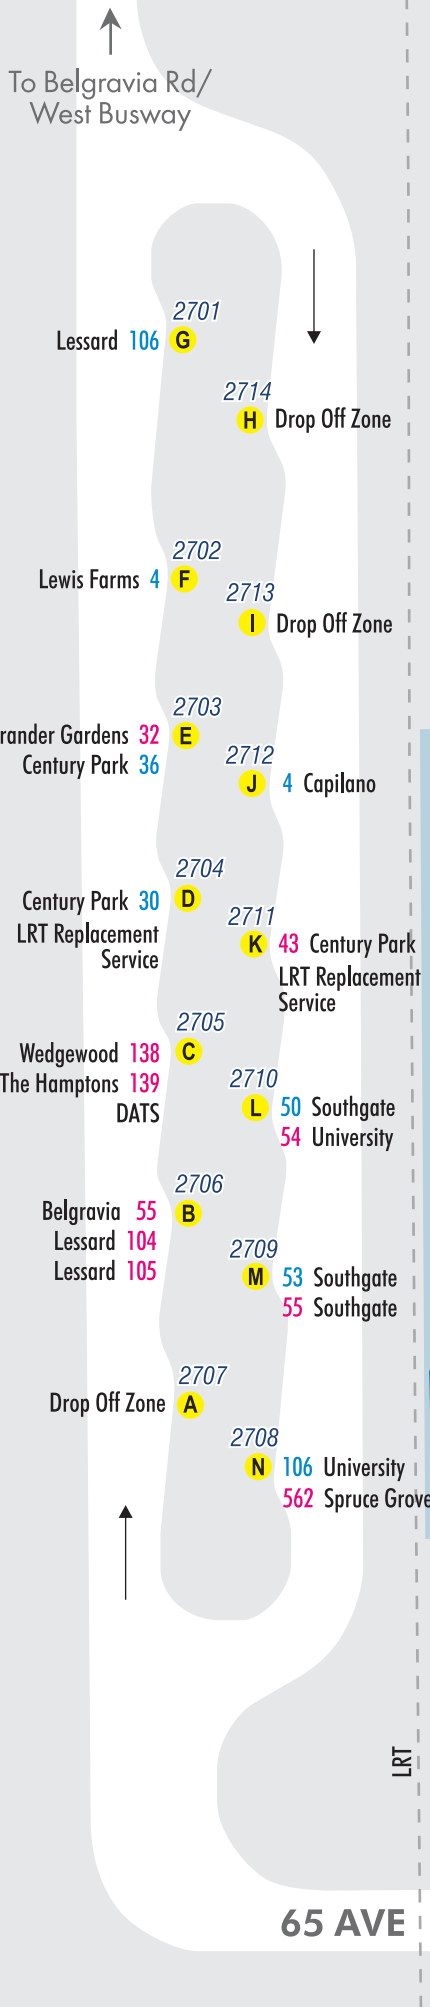 To Belgravia Rd/
West Busway
2701
Lessard 106 G
2714
H Drop Off Zone
2702
Lewis Farms 4 F
2713
I Drop Off Zone
2703
rander Gardens 32 E
Century Park 36
2712
J 4 Capilano
2704
Century Park 30 D
LRT Replacement
Service
2711
K 43 Century Park
LRT Replacement
Service
2705
Wedgewood 138 C
The Hamptons 139
DATS
2710
L 50 Southgate
54 University
2706
Belgravia 55 B
Lessard 104
Lessard 105
2709
M 53 Southgate
55 Southgate
2707
Drop Off Zone A
2708
N 106 University
562 Spruce Grove
LRT
65 AVE